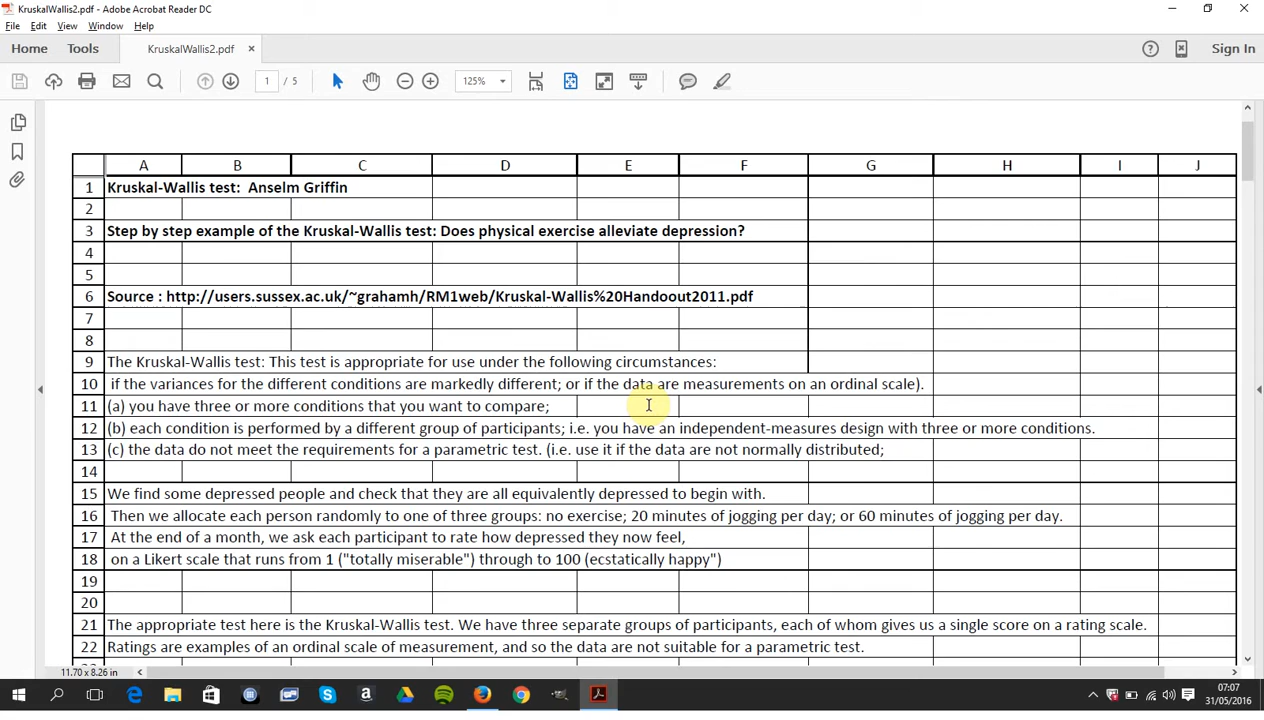 KruskalWallis2.pdf - Adobe Acrobat Reader DC
File Edit View Window Help
Home Tools KruskalWallis2.pdf × Sign In
1 / 5 125%
A B C D E F G H I J
1 Kruskal-Wallis test: Anselm Griffin
2
3 Step by step example of the Kruskal-Wallis test: Does physical exercise alleviate depression?
4
5
6 Source : http://users.sussex.ac.uk/~grahamh/RM1web/Kruskal-Wallis%20Handoout2011.pdf
7
8
9 The Kruskal-Wallis test: This test is appropriate for use under the following circumstances:
10 if the variances for the different conditions are markedly different; or if the data are measurements on an ordinal scale).
11 (a) you have three or more conditions that you want to compare;
12 (b) each condition is performed by a different group of participants; i.e. you have an independent-measures design with three or more conditions.
13 (c) the data do not meet the requirements for a parametric test. (i.e. use it if the data are not normally distributed;
14
15 We find some depressed people and check that they are all equivalently depressed to begin with.
16 Then we allocate each person randomly to one of three groups: no exercise; 20 minutes of jogging per day; or 60 minutes of jogging per day.
17 At the end of a month, we ask each participant to rate how depressed they now feel,
18 on a Likert scale that runs from 1 ("totally miserable") through to 100 (ecstatically happy")
19
20
21 The appropriate test here is the Kruskal-Wallis test. We have three separate groups of participants, each of whom gives us a single score on a rating scale.
22 Ratings are examples of an ordinal scale of measurement, and so the data are not suitable for a parametric test.
11.70 x 8.26 in
07:07
31/05/2016